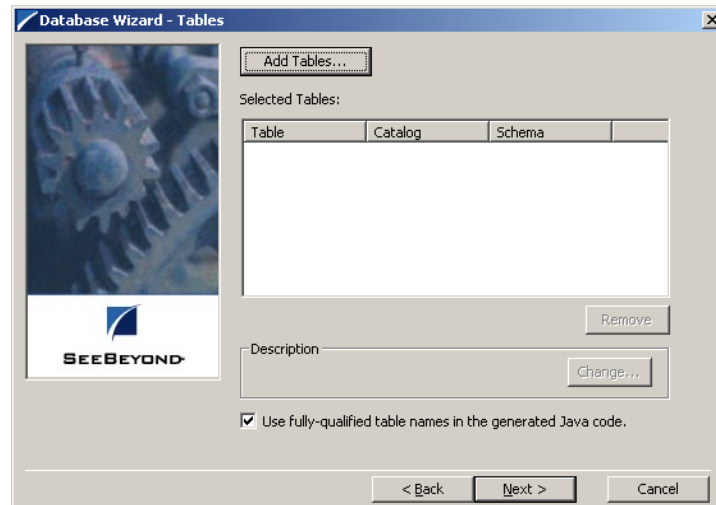 Database Wizard - Tables
Add Tables...
Selected Tables:
Table Catalog Schema
Remove
SEEBEYOND
Description
Change...
Use fully-qualified table names in the generated Java code.
< Back Next > Cancel